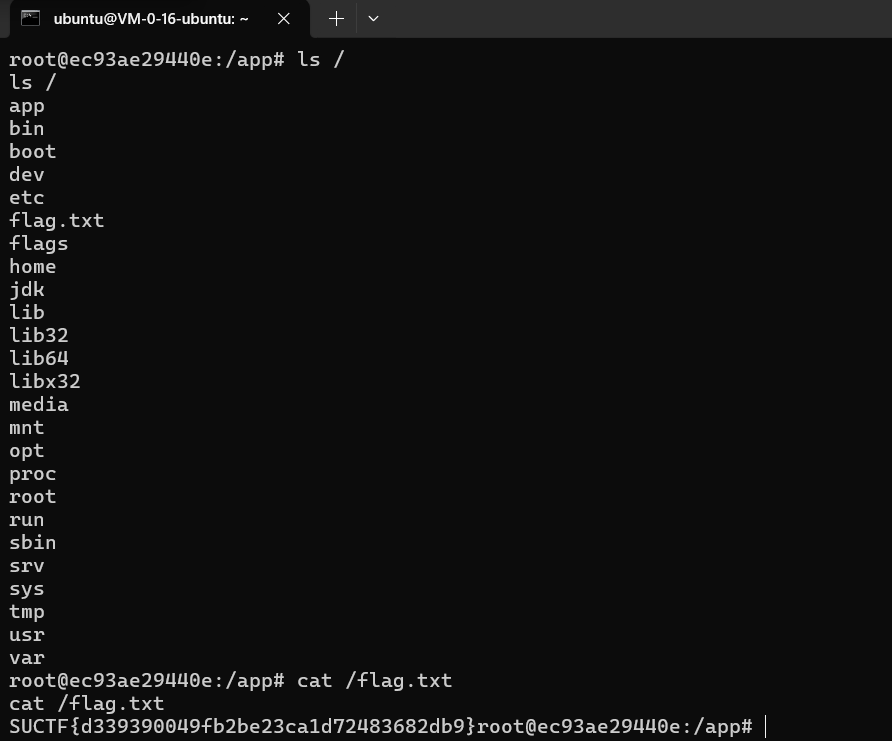 ubuntu@VM-0-16-ubuntu: ~
root@ec93ae29440e:/app# ls /
ls /
app
bin
boot
dev
etc
flag.txt
flags
home
jdk
lib
lib32
lib64
libx32
media
mnt
opt
proc
root
run
sbin
srv
sys
tmp
usr
var
root@ec93ae29440e:/app# cat /flag.txt
cat /flag.txt
SUCTF{d339390049fb2be23ca1d72483682db9}root@ec93ae29440e:/app#